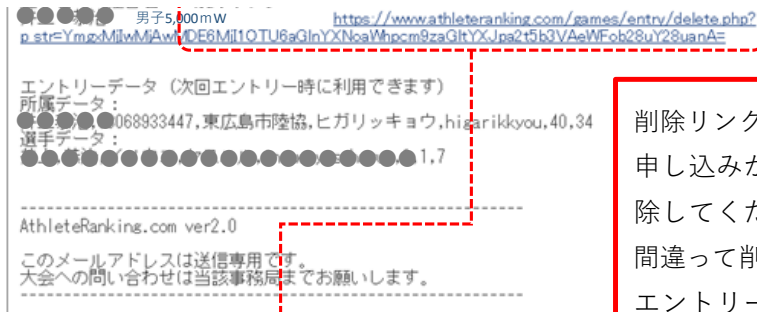 男子5,000mW https://www.athleteranking.com/games/entry/delete.php?
エントリーデータ（次回エントリー時に利用できます）
所属データ：
068933447,東広島市陸協,ヒガリッキョウ,higarikkyou,40,34
選手データ：
1,7
AthleteRanking.com ver2.0
このメールアドレスは送信専用です。
大会への問い合わせは当該事務局までお願いします。
削除リンク
申し込みが
除してくだ
間違って削
エントリー